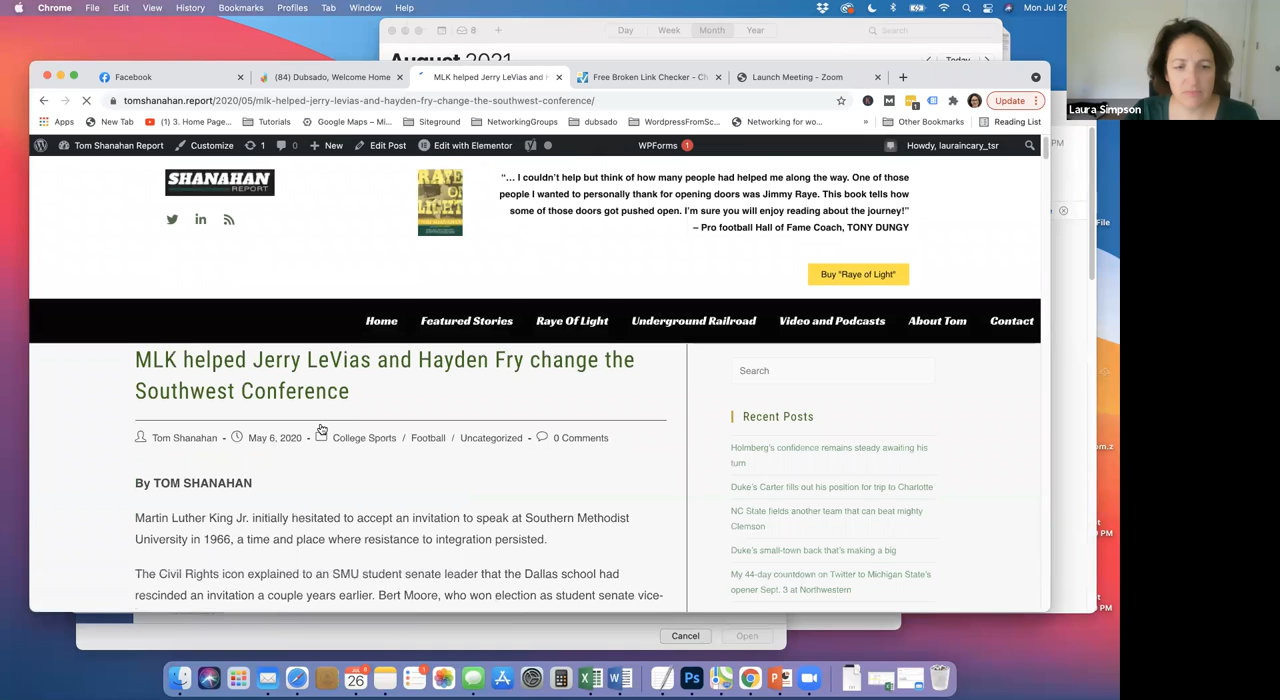 Chrome File Edit View History Bookmarks Profiles Tab Window Help
Mon Jul 26
8 Day Week Month Year Search
August 2021
Today
Facebook (84) Dubsado, Welcome Home MLK helped Jerry LeVias and Free Broken Link Checker - Ch Launch Meeting - Zoom
tomshanahan.report/2020/05/mlk-helped-jerry-levias-and-hayden-fry-change-the-southwest-conference/ Update
Apps New Tab (1) 3. Home Page... Tutorials Google Maps – Mi... Siteground NetworkingGroups dubsado WordpressFromSc... Networking for wo... » Other Bookmarks Reading List
Tom Shanahan Report Customize 1 0 New Edit Post Edit with Elementor WPForms 1 Howdy, lauraincary_tsr
SHANAHAN
REPORT
RAYE
OF
LIGHT
“… I couldn’t help but think of how many people had helped me along the way. One of those
people I wanted to personally thank for opening doors was Jimmy Raye. This book tells how
some of those doors got pushed open. I’m sure you will enjoy reading about the journey!”
– Pro football Hall of Fame Coach, TONY DUNGY
Buy "Raye of Light"
Home Featured Stories Raye Of Light Underground Railroad Video and Podcasts About Tom Contact
MLK helped Jerry LeVias and Hayden Fry change the
Southwest Conference
Tom Shanahan - May 6, 2020 - College Sports / Football / Uncategorized - 0 Comments
By TOM SHANAHAN
Martin Luther King Jr. initially hesitated to accept an invitation to speak at Southern Methodist
University in 1966, a time and place where resistance to integration persisted.
The Civil Rights icon explained to an SMU student senate leader that the Dallas school had
rescinded an invitation a couple years earlier. Bert Moore, who won election as student senate vice-
Search
Recent Posts
Holmberg’s confidence remains steady awaiting his
turn
Duke’s Carter fills out his position for trip to Charlotte
NC State fields another team that can beat mighty
Clemson
Duke’s small-town back that’s making a big
My 44-day countdown on Twitter to Michigan State’s
opener Sept. 3 at Northwestern
Cancel Open
Laura Simpson
PM
File
om.z
0 PM
0 PM
JUL
26